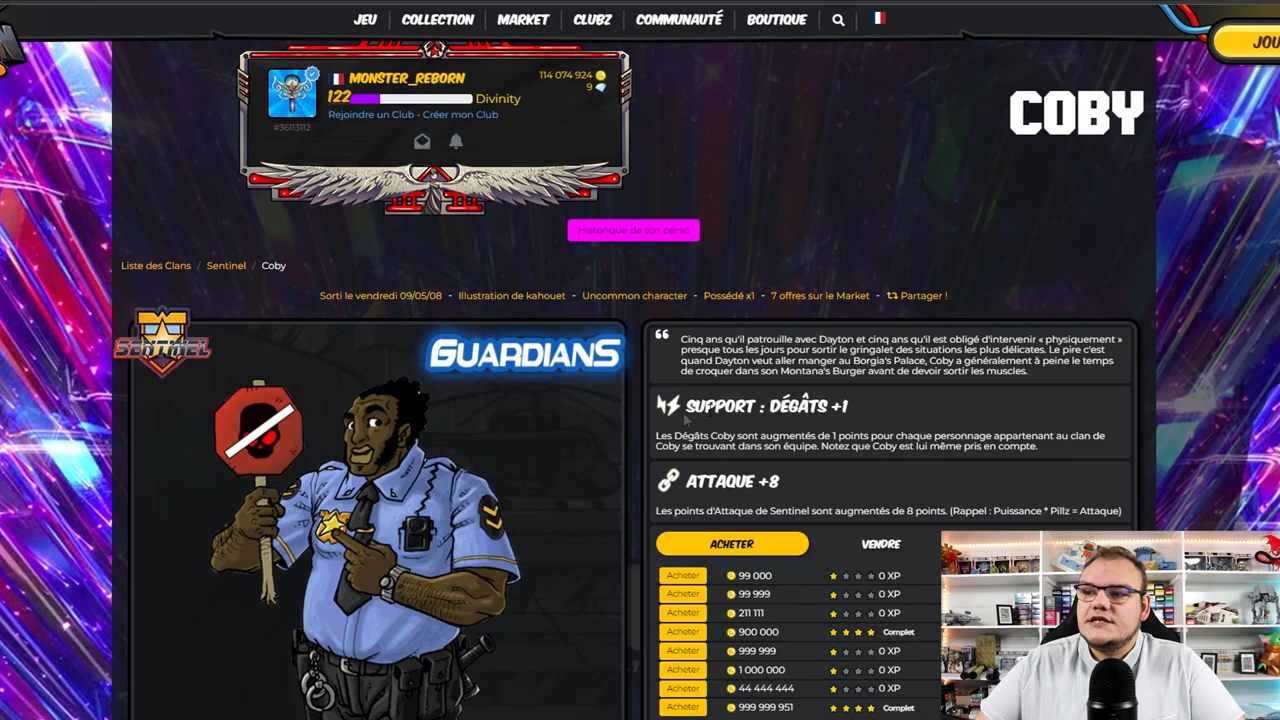 JEU
COLLECTION
MARKET
CLUBZ
COMMUNAUTÉ
BOUTIQUE
JOU
MONSTER_REBORN
114 074 924
9
122
Divinity
Rejoindre un Club - Créer mon Club
#36113112
COBY
Historique de ton perso
Liste des Clans / Sentinel / Coby
Sorti le vendredi 09/05/08 - Illustration de kahouet - Uncommon character - Possédé x1 - 7 offres sur le Market - Partager !
SENTINEL
GUARDIANS
Cinq ans qu'il patrouille avec Dayton et cinq ans qu'il est obligé d'intervenir « physiquement »
presque tous les jours pour sortir le gringalet des situations les plus délicates. Le pire c'est
quand Dayton veut aller manger au Borgia's Palace, Coby a généralement à peine le temps
de croquer dans son Montana's Burger avant de devoir sortir les muscles.
SUPPORT : DÉGÂTS +1
Les Dégâts Coby sont augmentés de 1 points pour chaque personnage appartenant au clan de
Coby se trouvant dans son équipe. Notez que Coby est lui même pris en compte.
ATTAQUE +8
Les points d'Attaque de Sentinel sont augmentés de 8 points. (Rappel : Puissance * Pillz = Attaque)
ACHETER
VENDRE
Acheter 99 000 0 XP
Acheter 99 999 0 XP
Acheter 211 111 0 XP
Acheter 900 000 Complet
Acheter 999 999 0 XP
Acheter 1 000 000 0 XP
Acheter 44 444 444 0 XP
Acheter 999 999 951 Complet